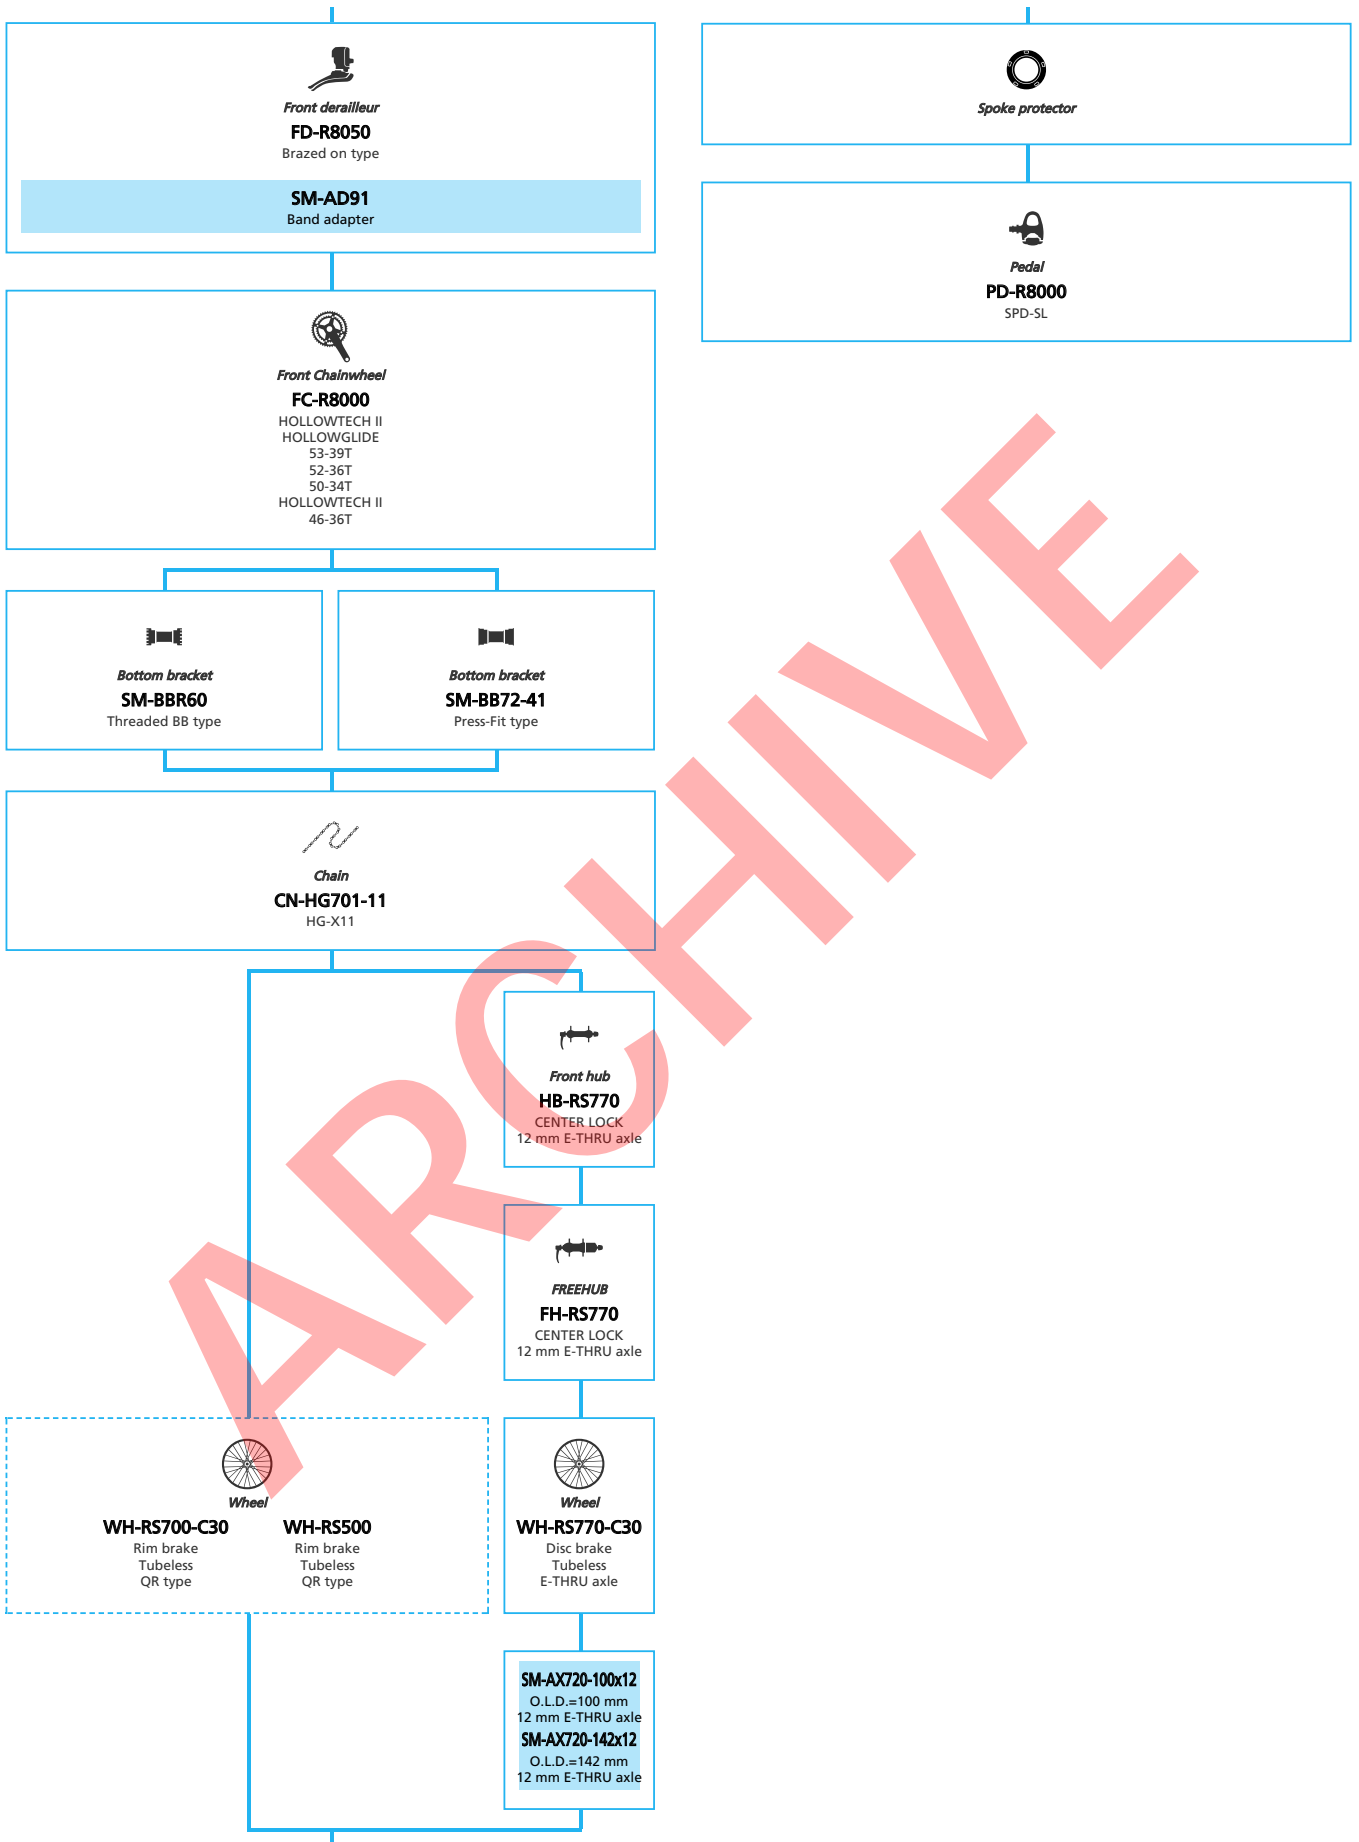 Front derailleur
FD-R8050
Brazed on type
SM-AD91
Band adapter
Front Chainwheel
FC-R8000
HOLLOWTECH II
HOLLOWGLIDE
53-39T
52-36T
50-34T
HOLLOWTECH II
46-36T
Bottom bracket
SM-BBR60
Threaded BB type
Bottom bracket
SM-BB72-41
Press-Fit type
Chain
CN-HG701-11
HG-X11
Front hub
HB-RS770
CENTER LOCK
12 mm E-THRU axle
FREEHUB
FH-RS770
CENTER LOCK
12 mm E-THRU axle
Wheel
WH-RS700-C30
Rim brake
Tubeless
QR type
WH-RS500
Rim brake
Tubeless
QR type
Wheel
WH-RS770-C30
Disc brake
Tubeless
E-THRU axle
SM-AX720-100x12
O.L.D.=100 mm
12 mm E-THRU axle
SM-AX720-142x12
O.L.D.=142 mm
12 mm E-THRU axle
Spoke protector
Pedal
PD-R8000
SPD-SL
ARCHIVE